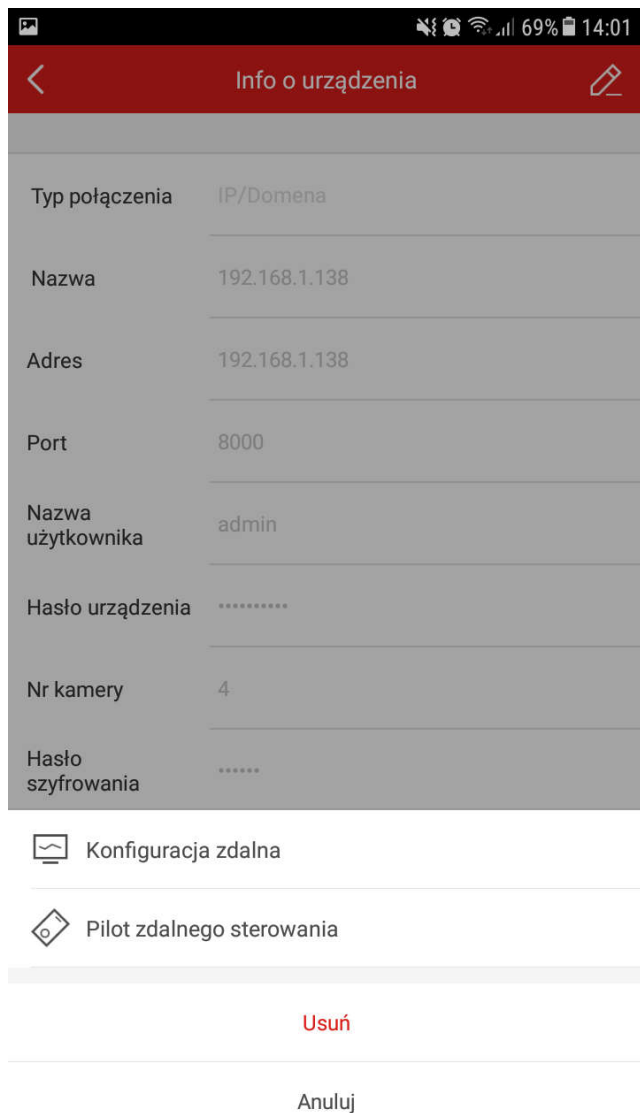 69% 14:01
Info o urządzenia
Typ połączenia IP/Domena
Nazwa 192.168.1.138
Adres 192.168.1.138
Port 8000
Nazwa
użytkownika admin
Hasło urządzenia ••••••••••
Nr kamery 4
Hasło
szyfrowania ••••••
Konfiguracja zdalna
Pilot zdalnego sterowania
Usuń
Anuluj